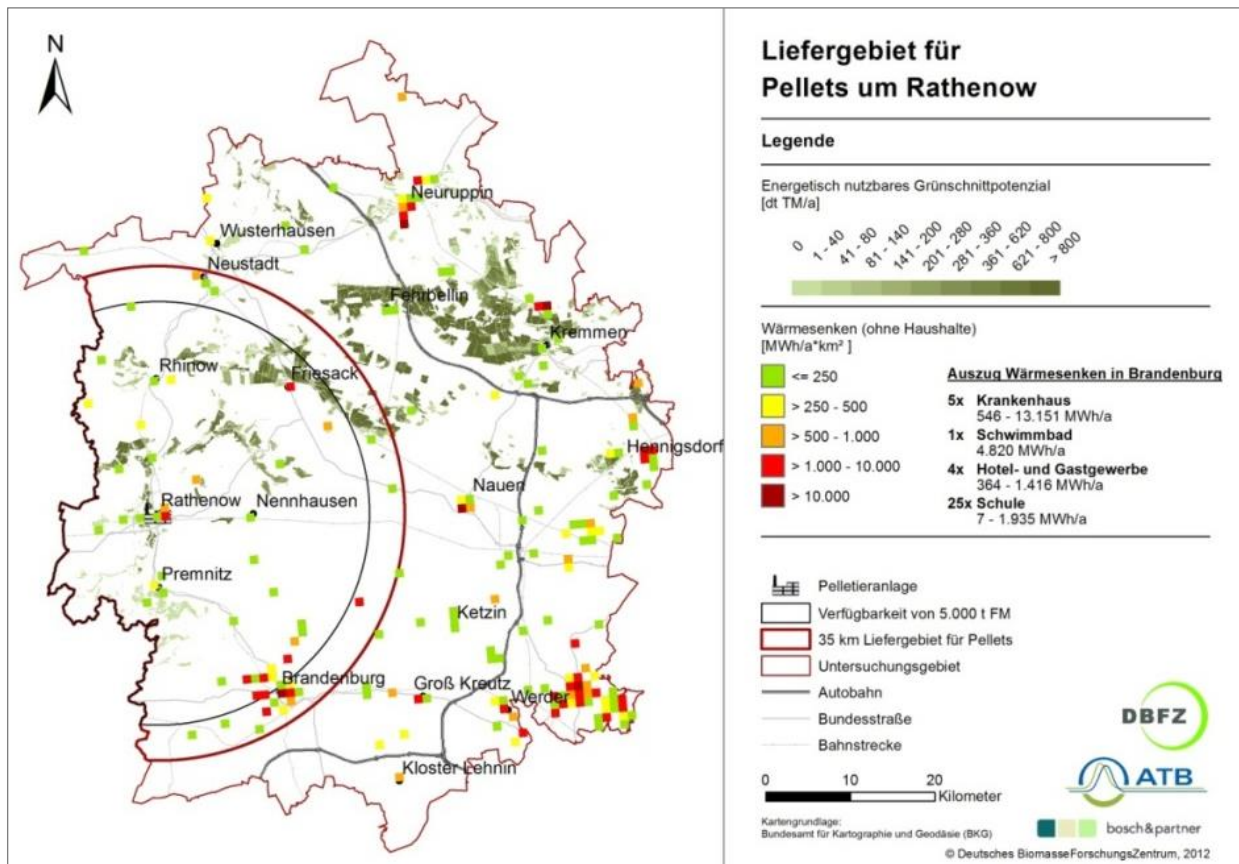 N
Neuruppin
Wusterhausen
Neustadt
Fehrbellin
Kremmen
Rhinow
Friesack
Hennigsdorf
Nauen
Rathenow
Nennhausen
Premnitz
Ketzin
Brandenburg
Groß Kreutz
Werder
Kloster Lehnin
Liefergebiet für
Pellets um Rathenow
Legende
Energetisch nutzbares Grünschnittpotenzial
[dt TM/a]
0
1 - 40
41 - 80
81 - 140
141 - 200
201 - 280
281 - 360
361 - 620
621 - 800
> 800
Wärmesenken (ohne Haushalte)
[MWh/a*km² ]
<= 250
> 250 - 500
> 500 - 1.000
> 1.000 - 10.000
> 10.000
Auszug Wärmesenken in Brandenburg
5x Krankenhaus
546 - 13.151 MWh/a
1x Schwimmbad
4.820 MWh/a
4x Hotel- und Gastgewerbe
364 - 1.416 MWh/a
25x Schule
7 - 1.935 MWh/a
Pelletieranlage
Verfügbarkeit von 5.000 t FM
35 km Liefergebiet für Pellets
Untersuchungsgebiet
Autobahn
Bundesstraße
Bahnstrecke
0 10 20
Kilometer
Kartengrundlage:
Bundesamt für Kartographie und Geodäsie (BKG)
DBFZ
ATB
bosch&partner
© Deutsches BiomasseForschungsZentrum, 2012